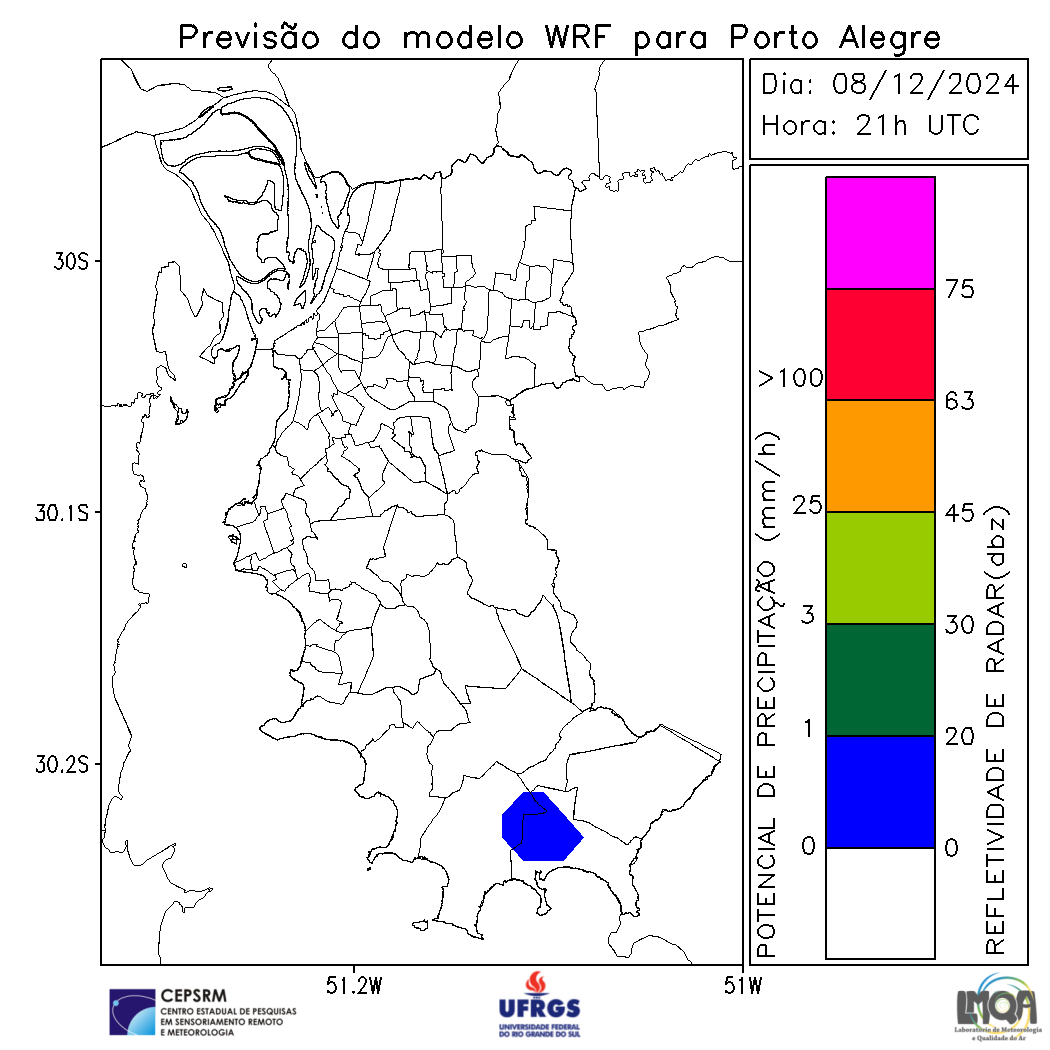 Previsão do modelo WRF para Porto Alegre
Dia: 08/12/2024
Hora: 21h UTC
30S
30.1S
30.2S
51.2W
51W
POTENCIAL DE PRECIPITAÇÃO (mm/h)
>100
25
3
1
0
75
63
45
30
20
0
REFLETIVIDADE DE RADAR(dbz)
CEPSRM
CENTRO ESTADUAL DE PESQUISAS
EM SENSORIAMENTO REMOTO
E METEOROLOGIA
UFRGS
UNIVERSIDADE FEDERAL
DO RIO GRANDE DO SUL
LMQA
Laboratório de Meteorologia
e Qualidade do Ar